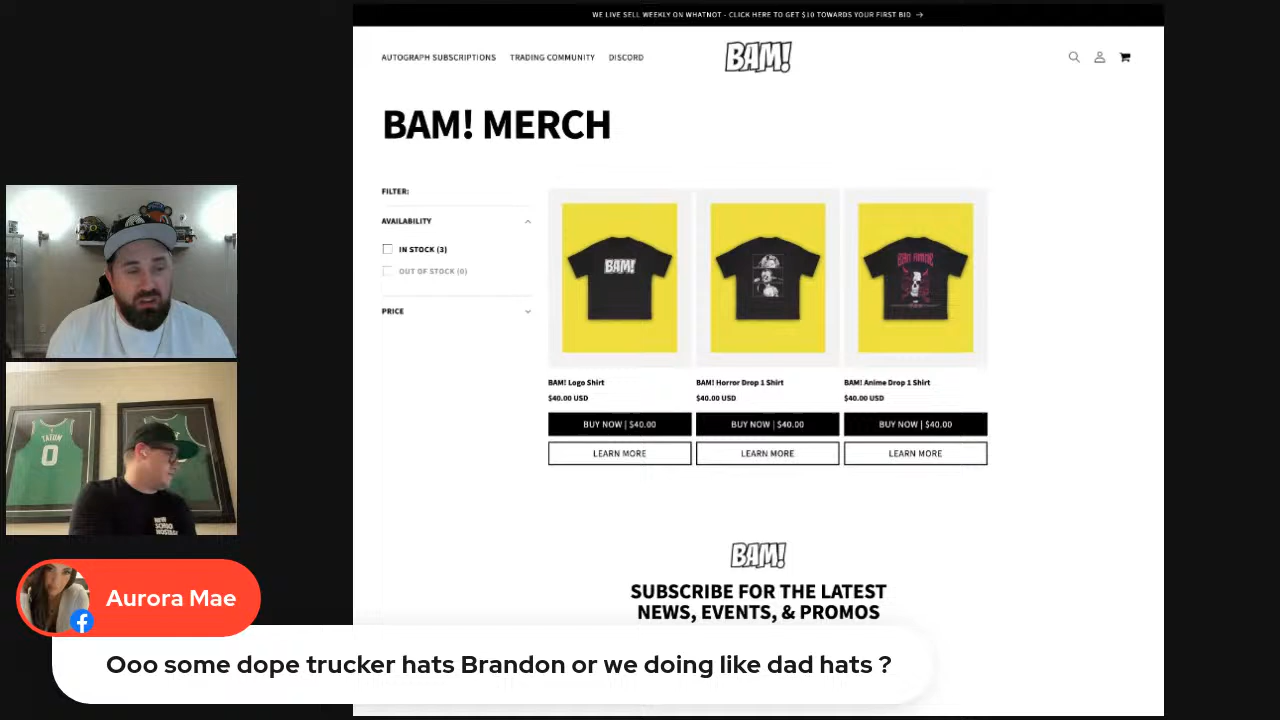 WE LIVE SELL WEEKLY ON WHATNOT - CLICK HERE TO GET $10 TOWARDS YOUR FIRST BID →
AUTOGRAPH SUBSCRIPTIONS TRADING COMMUNITY DISCORD
BAM!
BAM! MERCH
FILTER:
AVAILABILITY
IN STOCK (3)
OUT OF STOCK (0)
PRICE
BAM!
BAM! Logo Shirt
$40.00 USD
BUY NOW | $40.00
LEARN MORE
BAM! Horror Drop 1 Shirt
$40.00 USD
BUY NOW | $40.00
LEARN MORE
BAM! Anime Drop 1 Shirt
$40.00 USD
BUY NOW | $40.00
LEARN MORE
BAM!
SUBSCRIBE FOR THE LATEST
NEWS, EVENTS, & PROMOS
TATUM
0
Aurora Mae
Ooo some dope trucker hats Brandon or we doing like dad hats ?